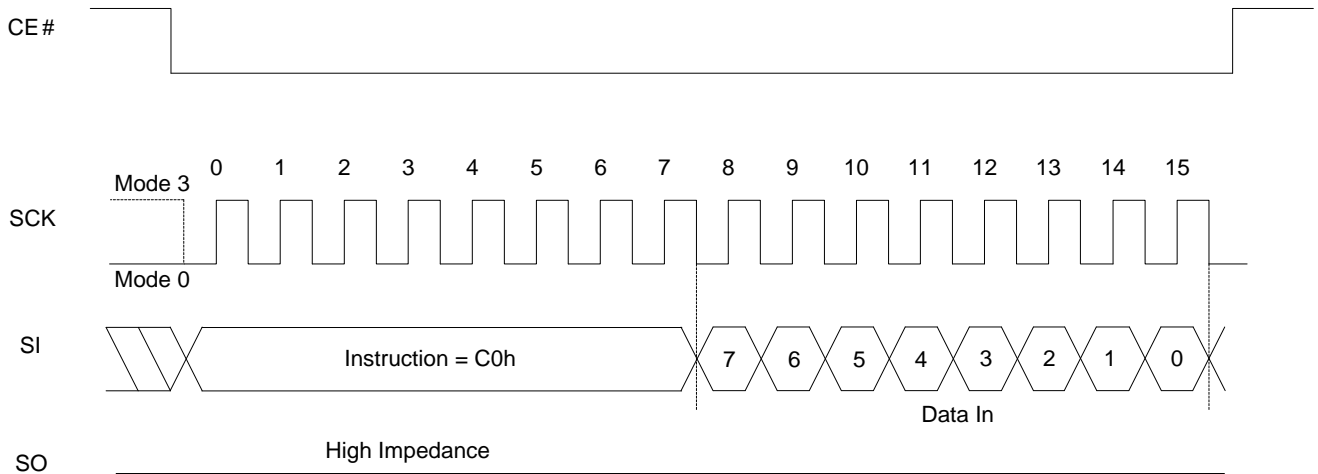 CE#
0 1 2 3 4 5 6 7 8 9 10 11 12 13 14 15
Mode 3
SCK
Mode 0
SI
Instruction = C0h
7 6 5 4 3 2 1 0
Data In
High Impedance
SO